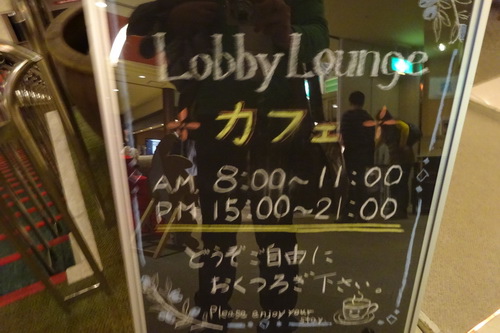 Lobby Lounge
カフェ
AM 8:00~11:00
PM 15:00~21:00
どうぞご自由に
おくつろぎ下さい。
Please enjoy your
stay.